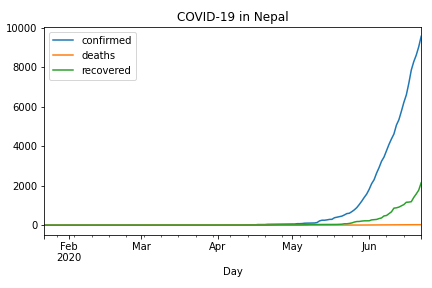 COVID-19 in Nepal
10000
8000
6000
4000
2000
0
confirmed
deaths
recovered
Feb
2020
Mar
Apr
May
Jun
Day